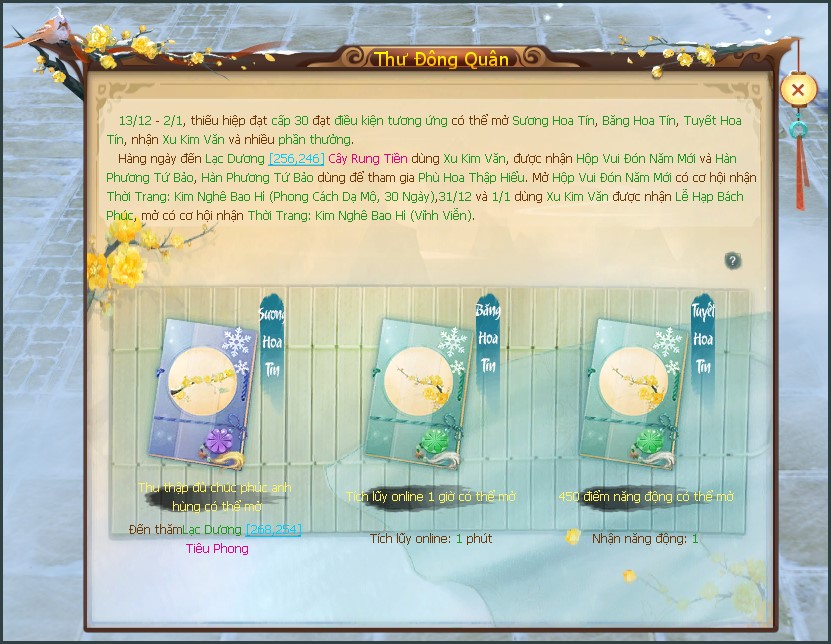 Thư Đông Quân
13/12 - 2/1, thiếu hiệp đạt cấp 30 đạt điều kiện tương ứng có thể mở Sương Hoa Tín, Băng Hoa Tín, Tuyết Hoa
Tín, nhận Xu Kim Văn và nhiều phần thưởng.
Hàng ngày đến Lạc Dương [256,246] Cây Rung Tiền dùng Xu Kim Văn, được nhận Hộp Vui Đón Năm Mới và Hàn
Phương Tứ Bảo, Hàn Phương Tứ Bảo dùng để tham gia Phù Hoa Thập Hiểu. Mở Hộp Vui Đón Năm Mới có cơ hội nhận
Thời Trang: Kim Nghê Bao Hỉ (Phong Cách Dạ Mộ, 30 Ngày),31/12 và 1/1 dùng Xu Kim Văn được nhận Lễ Hạp Bách
Phúc, mở có cơ hội nhận Thời Trang: Kim Nghê Bao Hỉ (Vĩnh Viễn).
?
Sương
Hoa
Tín
Băng
Hoa
Tín
Tuyết
Hoa
Tín
Thu thập đủ chúc phúc anh
hùng có thể mở
Tích lũy online 1 giờ có thể mở
450 điểm năng động có thể mở
Đến thămLạc Dương [268,254]
Tiêu Phong
Tích lũy online: 1 phút
Nhận năng động: 1